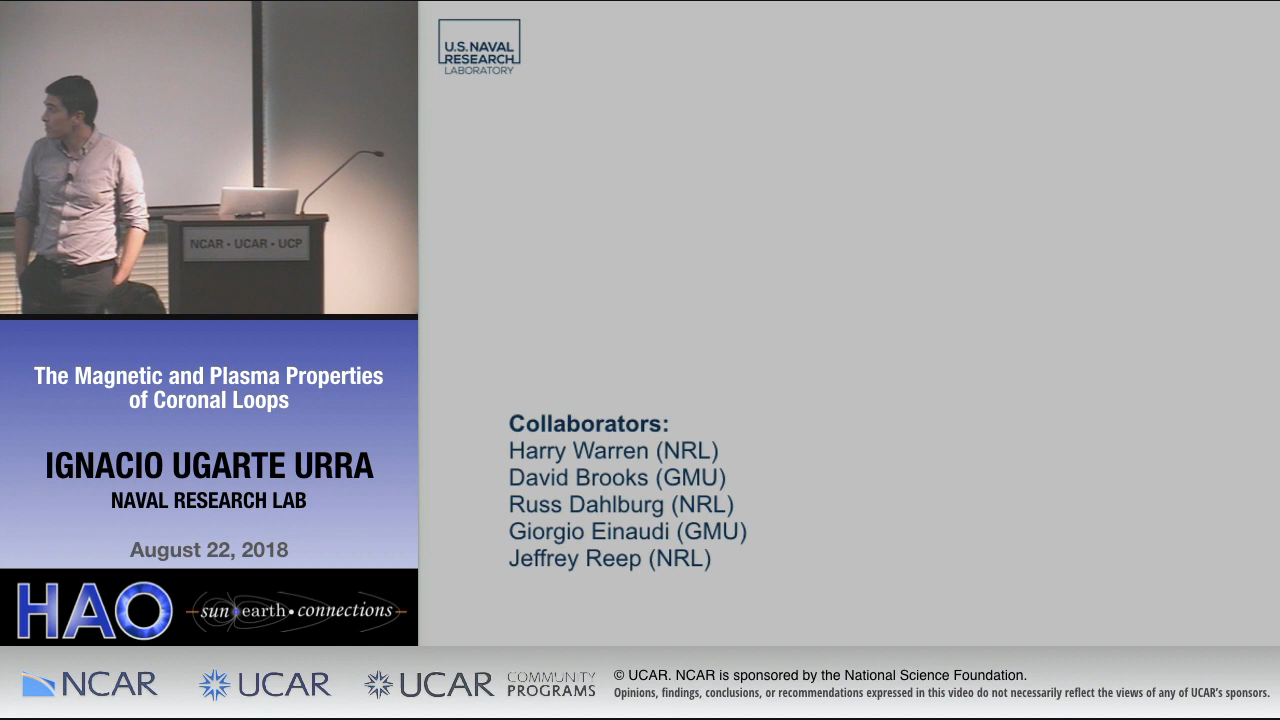 U.S. NAVAL
RESEARCH
LABORATORY
NCAR • UCAR • UCP
The Magnetic and Plasma Properties
of Coronal Loops
IGNACIO UGARTE URRA
NAVAL RESEARCH LAB
August 22, 2018
HAO
sun•earth•connections
Collaborators:
Harry Warren (NRL)
David Brooks (GMU)
Russ Dahlburg (NRL)
Giorgio Einaudi (GMU)
Jeffrey Reep (NRL)
NCAR
UCAR
UCAR
COMMUNITY
PROGRAMS
© UCAR. NCAR is sponsored by the National Science Foundation.
Opinions, findings, conclusions, or recommendations expressed in this video do not necessarily reflect the views of any of UCAR's sponsors.